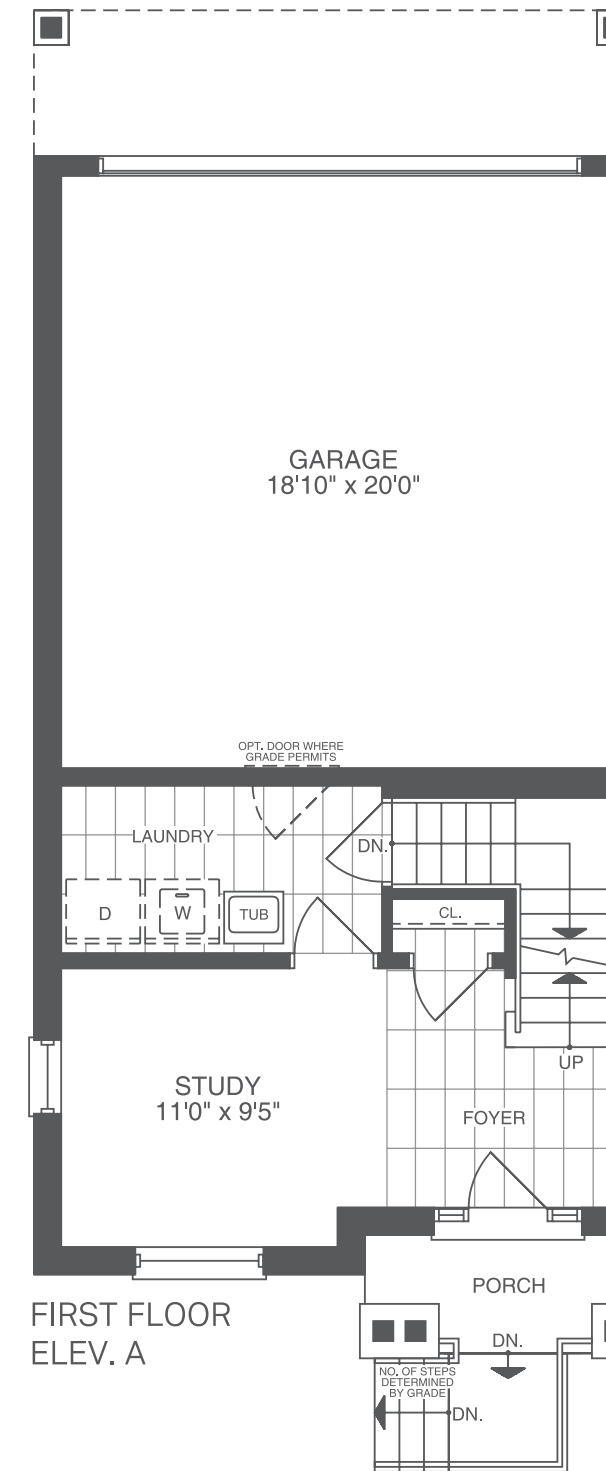 GARAGE
18'10" x 20'0"
OPT. DOOR WHERE
GRADE PERMITS
LAUNDRY
DN.
D
W
TUB
CL.
STUDY
11'0" x 9'5"
UP
FOYER
PORCH
FIRST FLOOR
ELEV. A
DN.
NO. OF STEPS
DETERMINED
BY GRADE
DN.